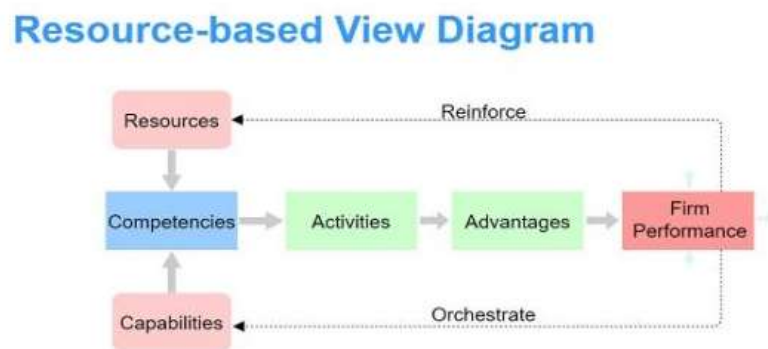 Resource-based View Diagram
Reinforce
Resources
Competencies
Activities
Advantages
Firm
Performance
Orchestrate
Capabilities